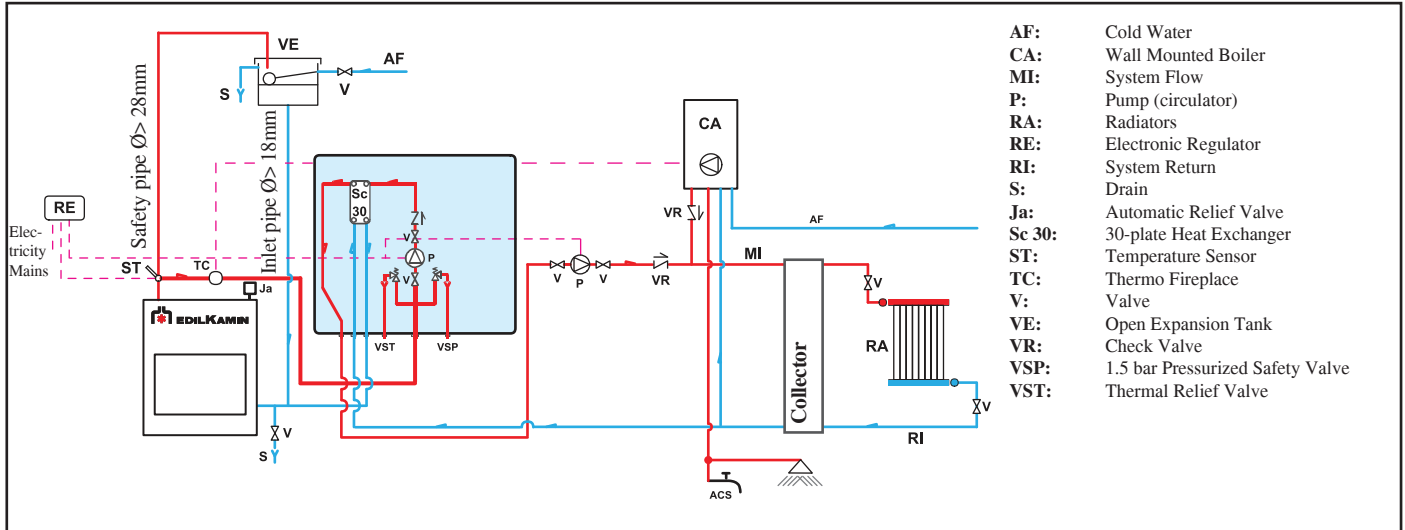 VE
AF
S
V
Safety pipe Ø> 28mm
Inlet pipe Ø> 18mm
RE
Elec-
tricity
Mains
ST
TC
Ja
EDILKAMIN
V
S
Sc
30
V
P
V
VST
VSP
CA
VR
AF
MI
V
P
V
VR
Collector
V
RA
V
RI
ACS
AF: Cold Water
CA: Wall Mounted Boiler
MI: System Flow
P: Pump (circulator)
RA: Radiators
RE: Electronic Regulator
RI: System Return
S: Drain
Ja: Automatic Relief Valve
Sc 30: 30-plate Heat Exchanger
ST: Temperature Sensor
TC: Thermo Fireplace
V: Valve
VE: Open Expansion Tank
VR: Check Valve
VSP: 1.5 bar Pressurized Safety Valve
VST: Thermal Relief Valve